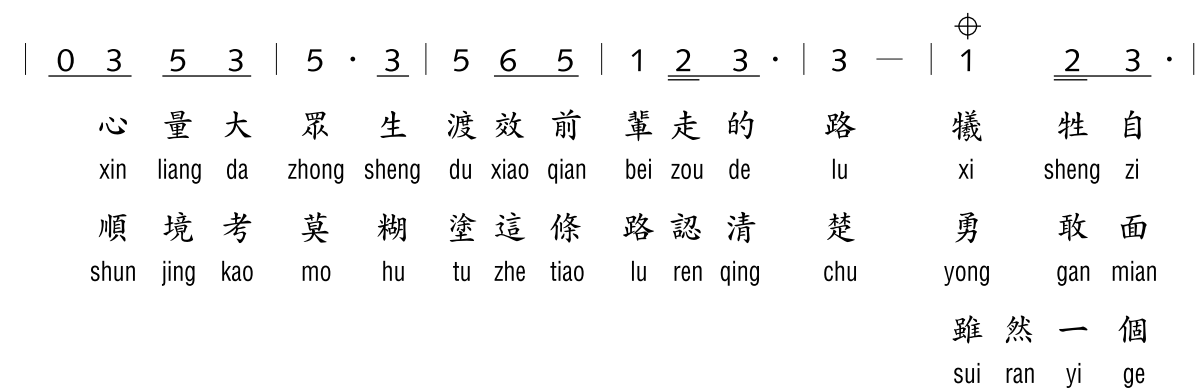 | 0 3 5 3 | 5 · 3 | 5 6 5 | 1 2 3 · | 3 — | 1 2 3 · |
心 量 大 眾 生 渡 效 前 輩 走 的 路 犧 牲 自
xin liang da zhong sheng du xiao qian bei zou de lu xi sheng zi
順 境 考 莫 糊 塗 這 條 路 認 清 楚 勇 敢 面
shun jing kao mo hu tu zhe tiao lu ren qing chu yong gan mian
雖 然 一 個
sui ran yi ge